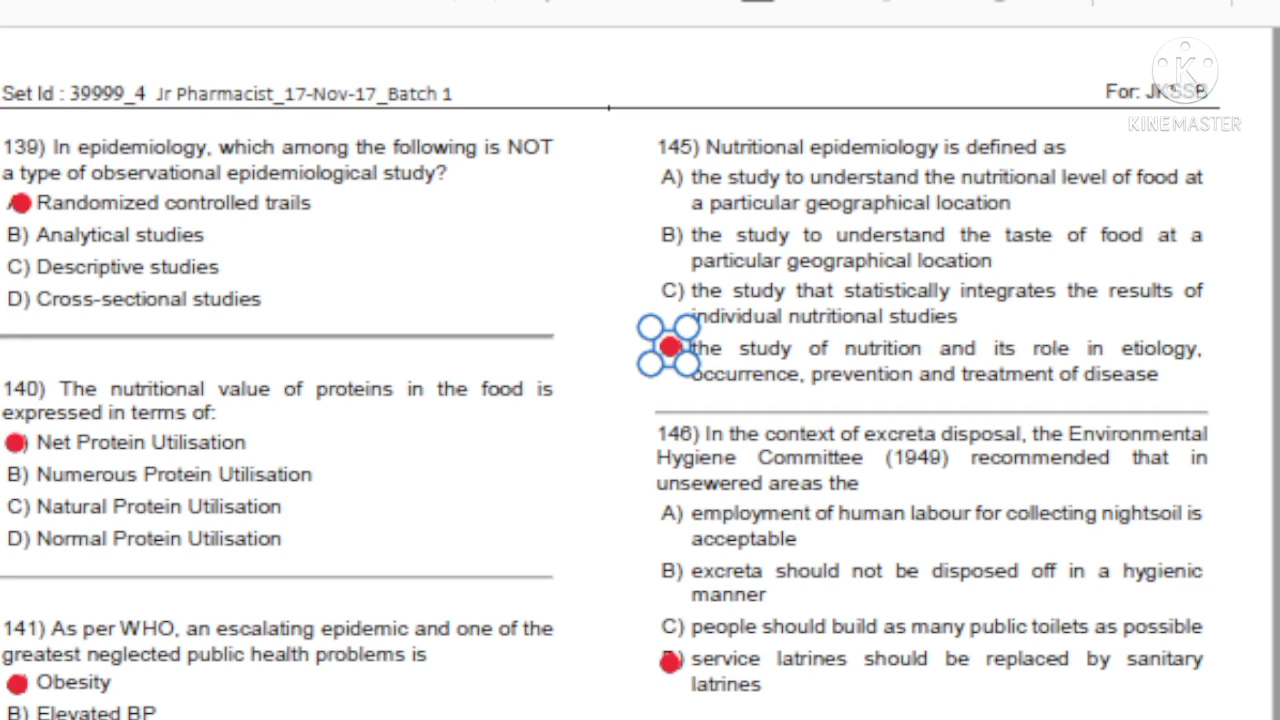 Set Id : 39999_4 Jr Pharmacist_17-Nov-17_Batch 1
For: JKSSB
K
KINEMASTER
139) In epidemiology, which among the following is NOT
a type of observational epidemiological study?
Randomized controlled trails
B) Analytical studies
C) Descriptive studies
D) Cross-sectional studies
140) The nutritional value of proteins in the food is
expressed in terms of:
) Net Protein Utilisation
B) Numerous Protein Utilisation
C) Natural Protein Utilisation
D) Normal Protein Utilisation
141) As per WHO, an escalating epidemic and one of the
greatest neglected public health problems is
Obesity
B) Elevated BP
145) Nutritional epidemiology is defined as
A) the study to understand the nutritional level of food at
a particular geographical location
B) the study to understand the taste of food at a
particular geographical location
C) the study that statistically integrates the results of
individual nutritional studies
the study of nutrition and its role in etiology,
occurrence, prevention and treatment of disease
146) In the context of excreta disposal, the Environmental
Hygiene Committee (1949) recommended that in
unsewered areas the
A) employment of human labour for collecting nightsoil is
acceptable
B) excreta should not be disposed off in a hygienic
manner
C) people should build as many public toilets as possible
) service latrines should be replaced by sanitary
latrines